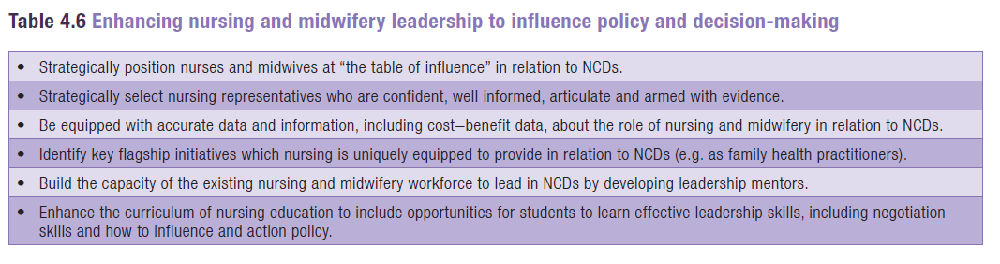 Table 4.6 Enhancing nursing and midwifery leadership to influence policy and decision-making
• Strategically position nurses and midwives at “the table of influence” in relation to NCDs.
• Strategically select nursing representatives who are confident, well informed, articulate and armed with evidence.
• Be equipped with accurate data and information, including cost–benefit data, about the role of nursing and midwifery in relation to NCDs.
• Identify key flagship initiatives which nursing is uniquely equipped to provide in relation to NCDs (e.g. as family health practitioners).
• Build the capacity of the existing nursing and midwifery workforce to lead in NCDs by developing leadership mentors.
• Enhance the curriculum of nursing education to include opportunities for students to learn effective leadership skills, including negotiation
skills and how to influence and action policy.